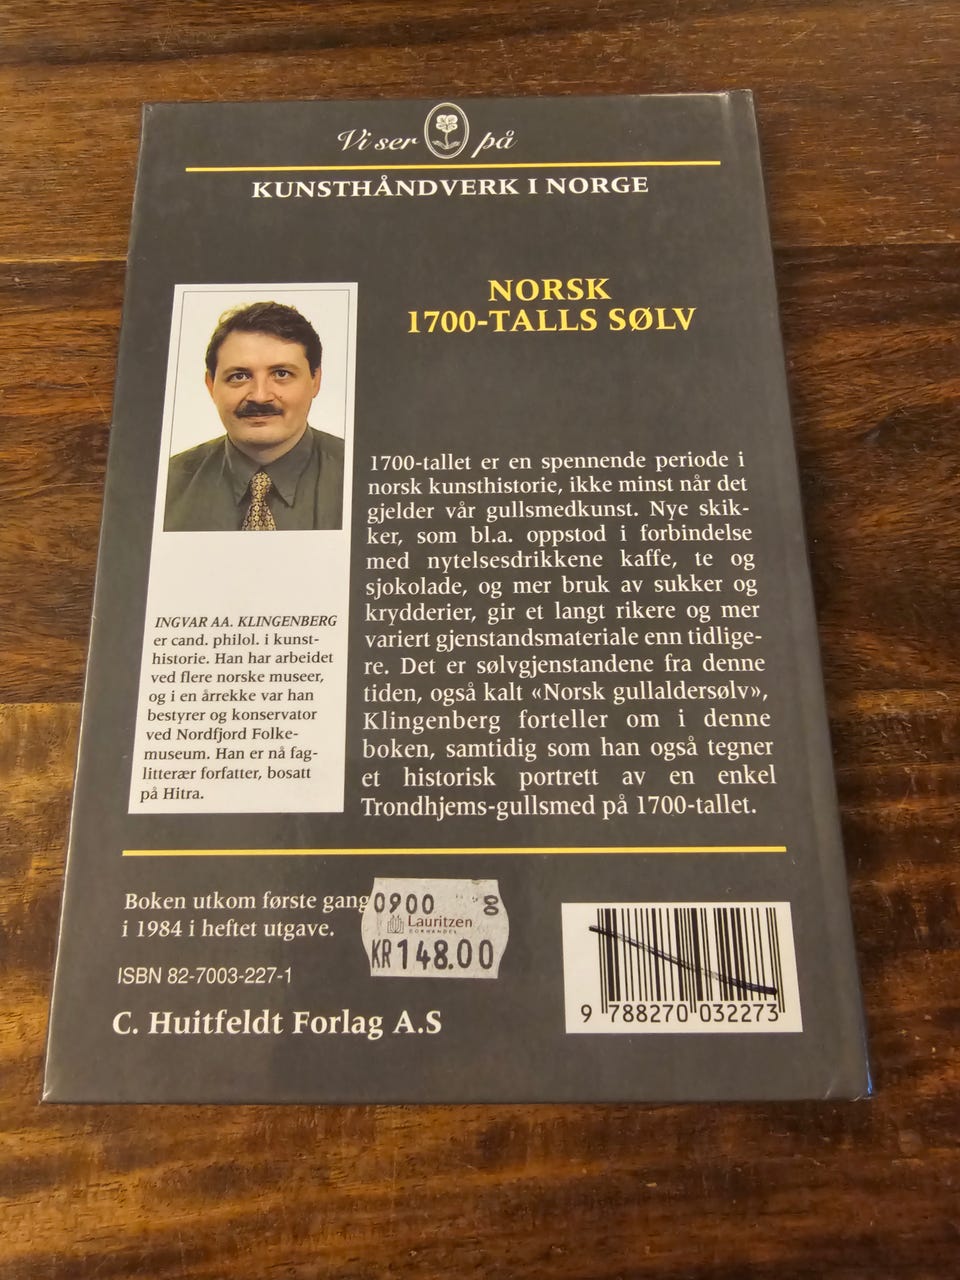 Vi ser på
KUNSTHÅNDVERK I NORGE
NORSK
1700-TALLS SØLV
1700-tallet er en spennende periode i
norsk kunsthistorie, ikke minst når det
gjelder vår gullsmedkunst. Nye skik-
ker, som bl.a. oppstod i forbindelse
med nytelsesdrikkene kaffe, te og
sjokolade, og mer bruk av sukker og
krydderier, gir et langt rikere og mer
variert gjenstandsmateriale enn tidlige-
re. Det er sølvgjenstandene fra denne
tiden, også kalt «Norsk gullaldersølv»,
Klingenberg forteller om i denne
boken, samtidig som han også tegner
et historisk portrett av en enkel
Trondhjems-gullsmed på 1700-tallet.
INGVAR AA. KLINGENBERG
er cand. philol. i kunst-
historie. Han har arbeidet
ved flere norske museer,
og i en årrekke var han
bestyrer og konservator
ved Nordfjord Folke-
museum. Han er nå fag-
litterær forfatter, bosatt
på Hitra.
Boken utkom første gang
i 1984 i heftet utgave.
ISBN 82-7003-227-1
C. Huitfeldt Forlag A.S
0900 80
Lauritzen
BOKHANDEL
KR 148.00
9 788270 032273